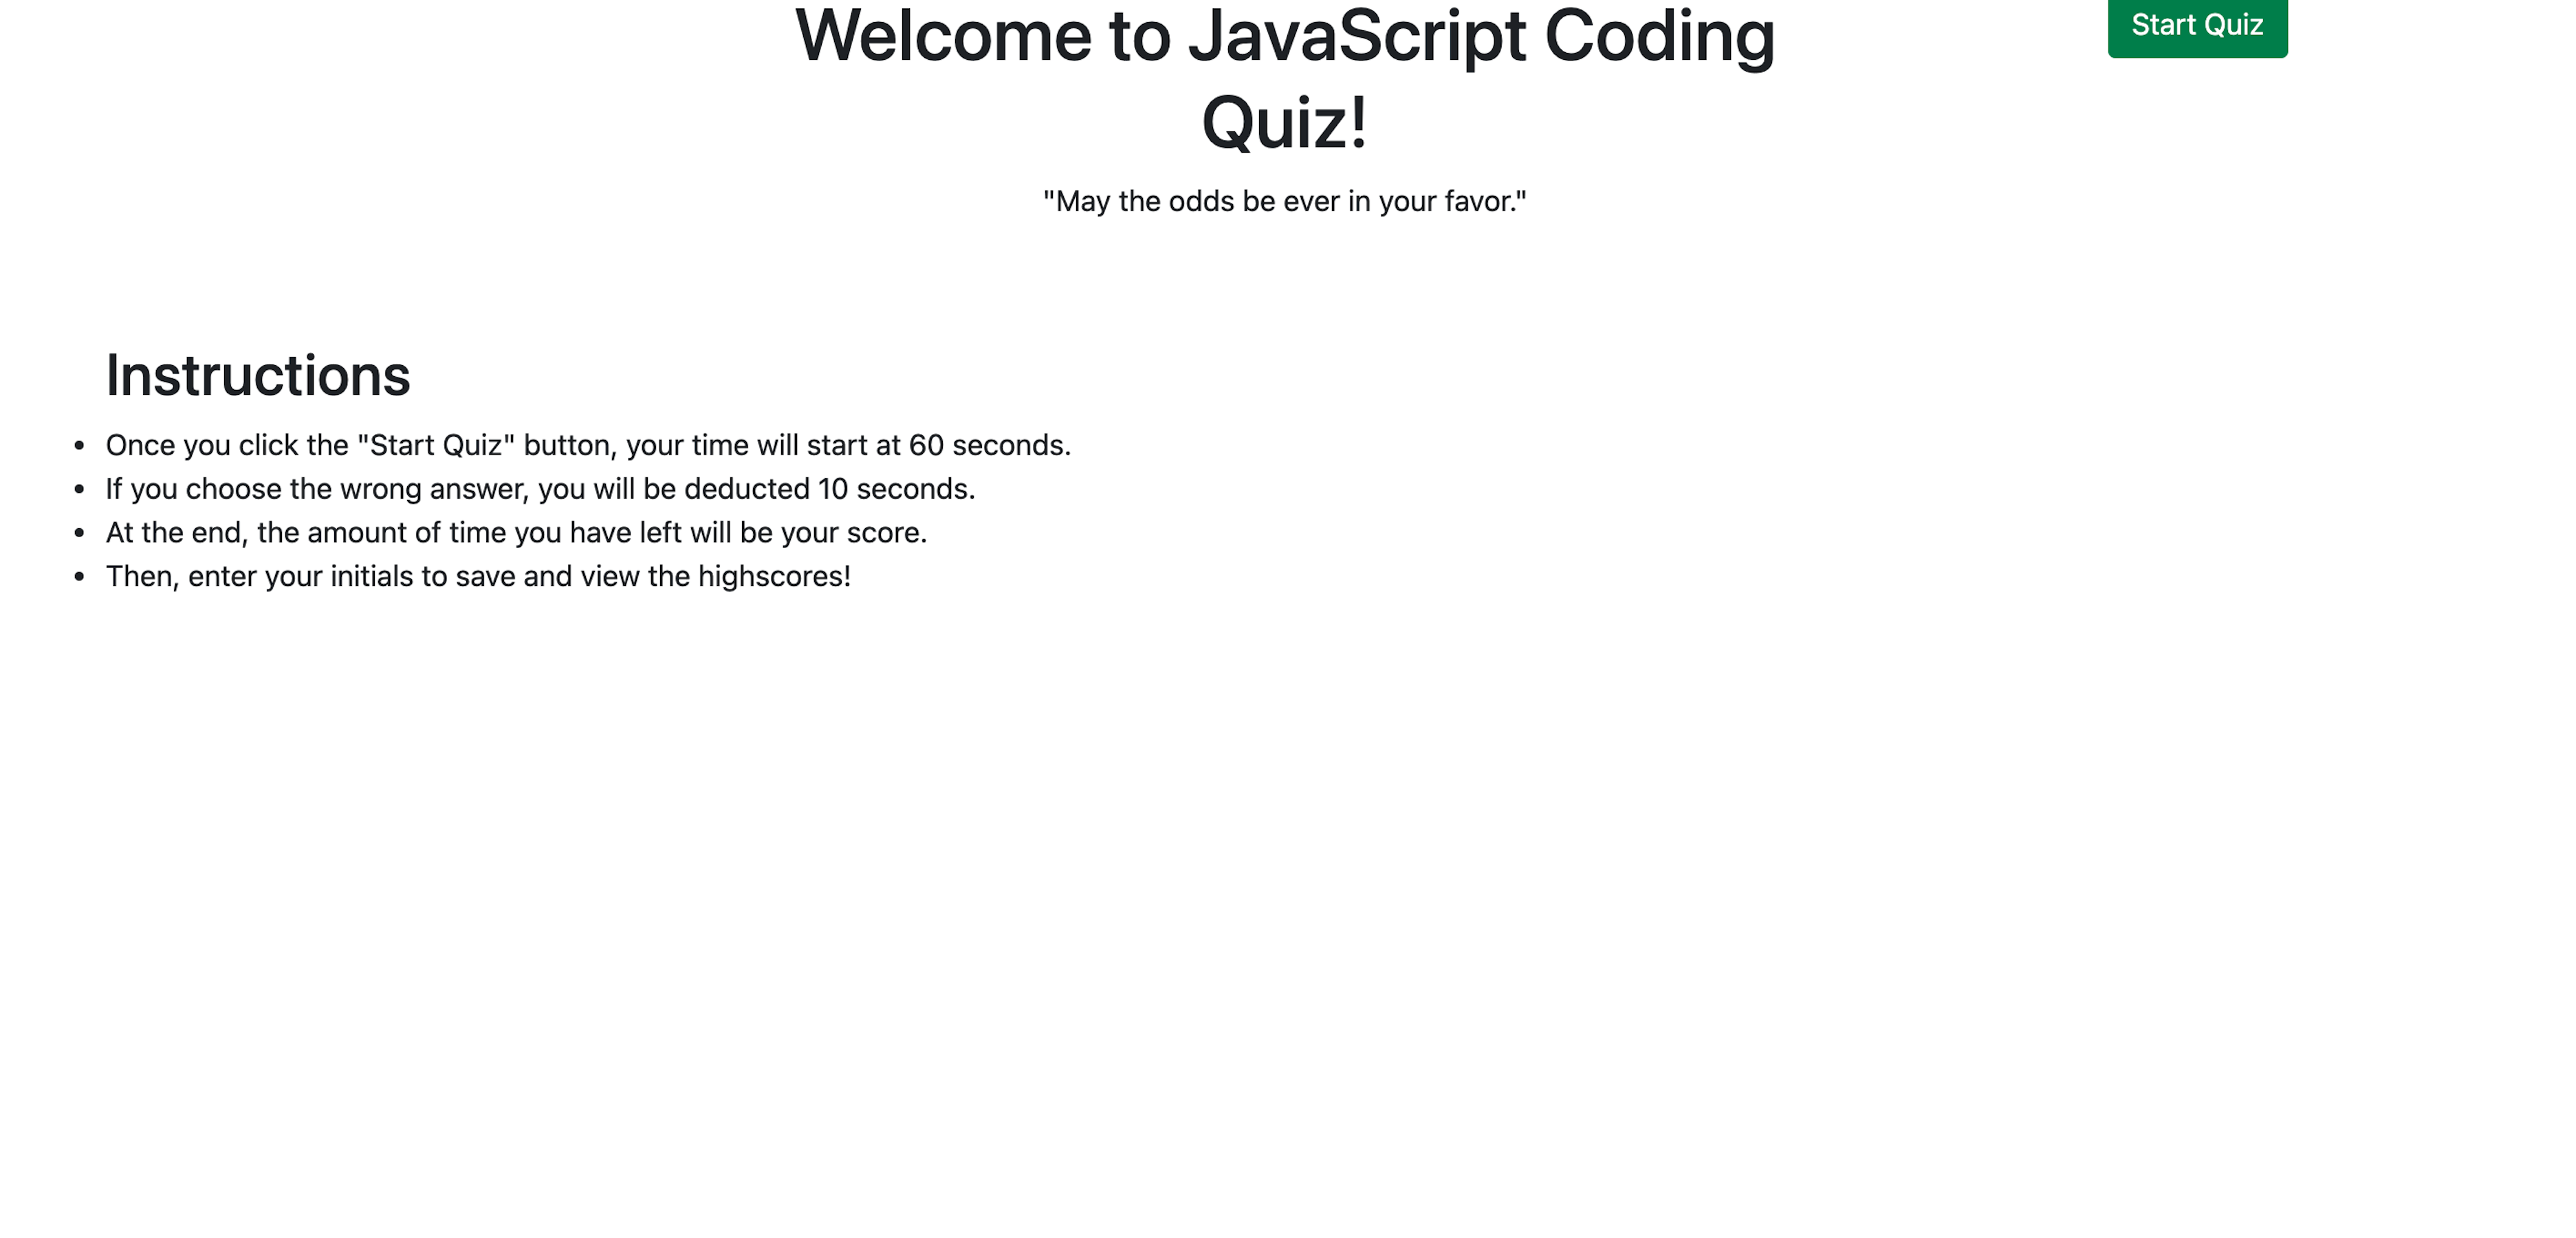 Welcome to JavaScript Coding
Quiz!
Start Quiz
"May the odds be ever in your favor."
Instructions
• Once you click the "Start Quiz" button, your time will start at 60 seconds.
• If you choose the wrong answer, you will be deducted 10 seconds.
• At the end, the amount of time you have left will be your score.
• Then, enter your initials to save and view the highscores!